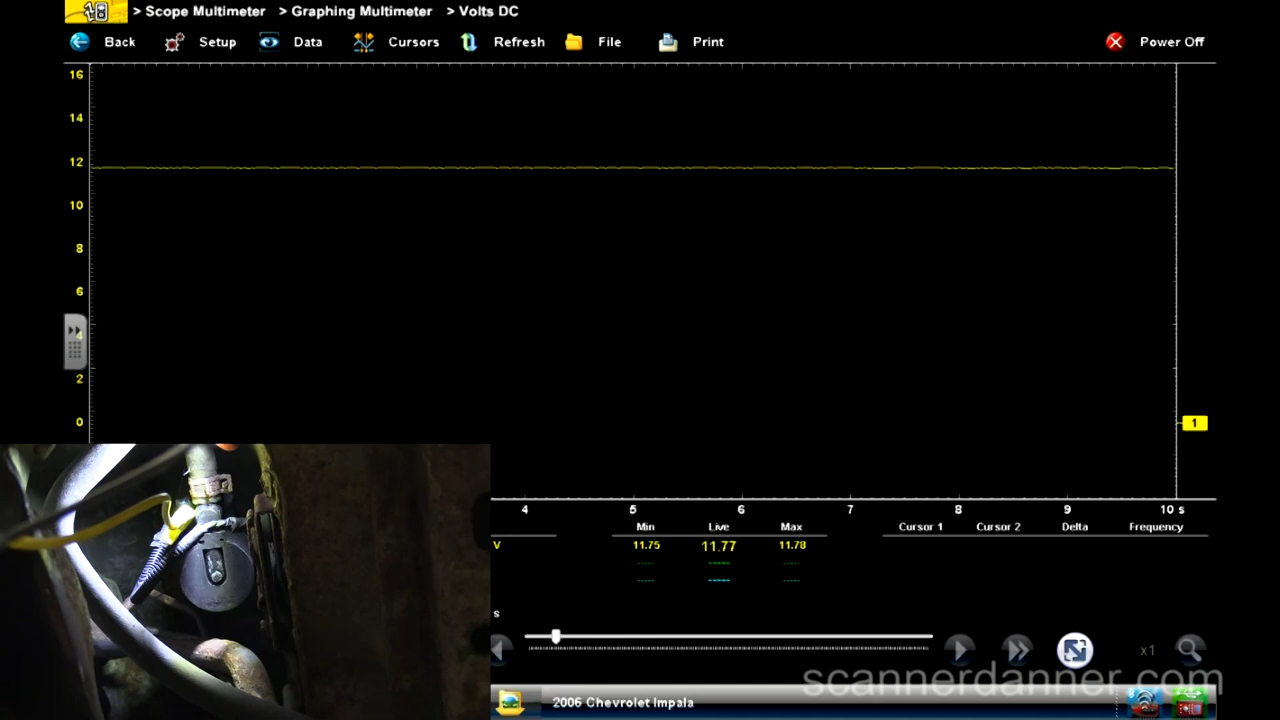 > Scope Multimeter > Graphing Multimeter > Volts DC
Back Setup Data Cursors Refresh File Print Power Off
16
14
12
10
8
6
4
2
0
1
4 5 6 7 8 9 10 s
Min Live Max Cursor 1 Cursor 2 Delta Frequency
V 11.75 11.77 11.78
----- ----- -----
----- ----- -----
s
x1
scannerdanner.com
2006 Chevrolet Impala